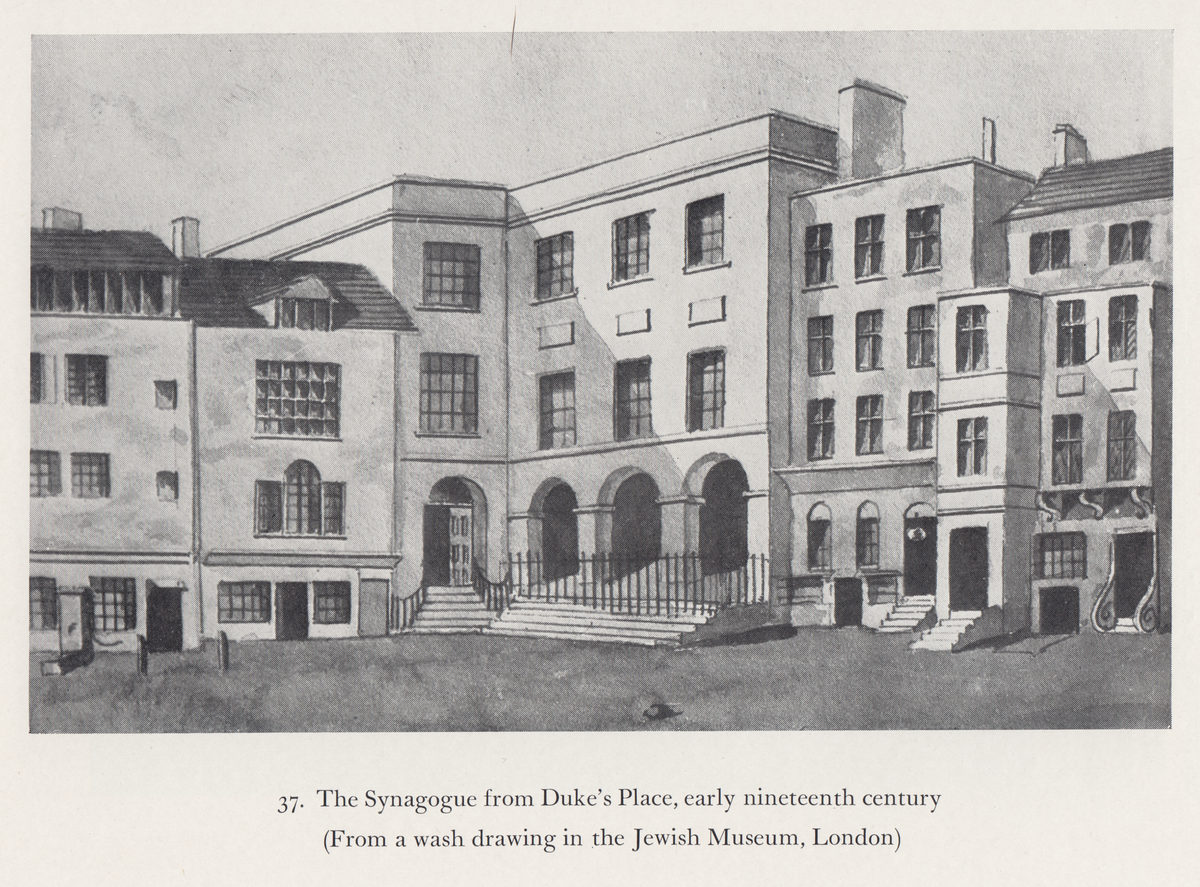 37. The Synagogue from Duke's Place, early nineteenth century
(From a wash drawing in the Jewish Museum, London)